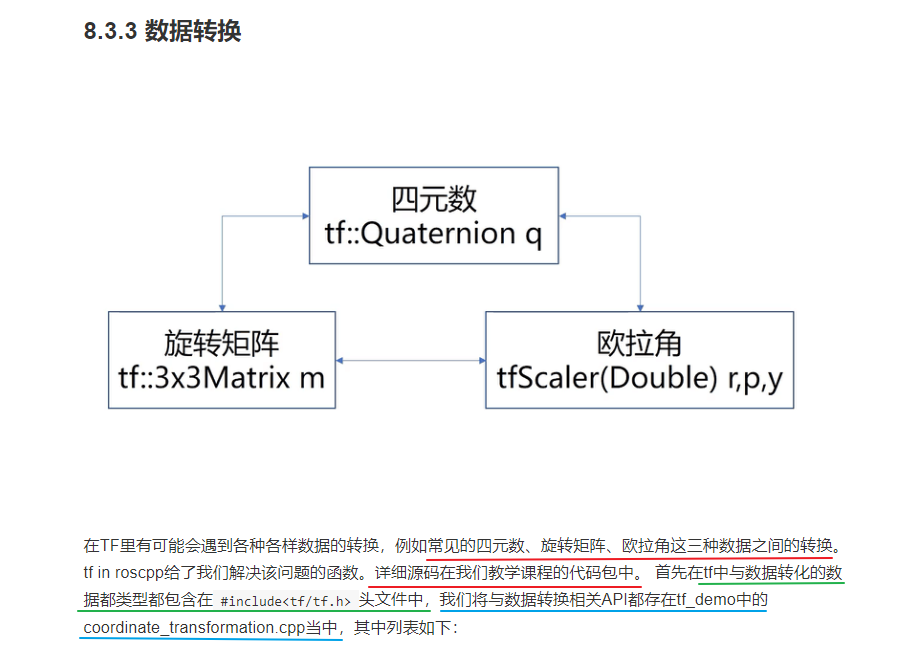 8.3.3 数据转换
四元数
tf::Quaternion q
旋转矩阵
tf::3x3Matrix m
欧拉角
tfScaler(Double) r,p,y
在TF里有可能会遇到各种各样数据的转换，例如常见的四元数、旋转矩阵、欧拉角这三种数据之间的转换。
tf in roscpp给了我们解决该问题的函数。详细源码在我们教学课程的代码包中。 首先在tf中与数据转化的数
据都类型都包含在 #include<tf/tf.h> 头文件中，我们将与数据转换相关API都存在tf_demo中的
coordinate_transformation.cpp当中，其中列表如下：